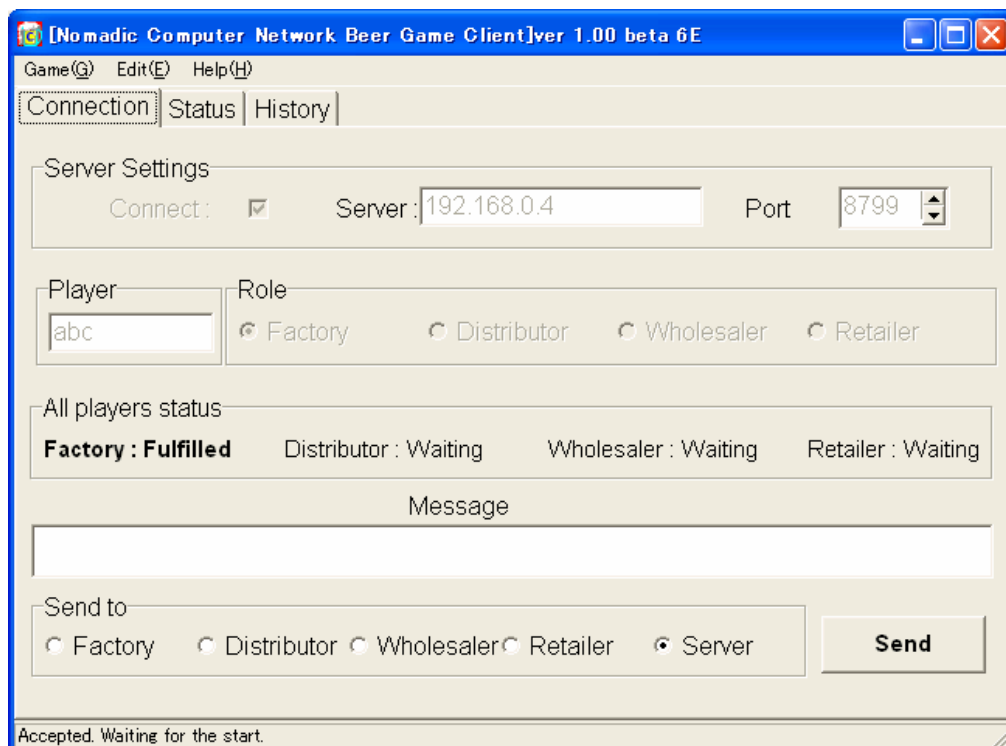 [Nomadic Computer Network Beer Game Client]ver 1.00 beta 6E
Game(G) Edit(E) Help(H)
Connection Status History
Server Settings
Connect : Server : 192.168.0.4 Port 8799
Player Role
abc Factory Distributor Wholesaler Retailer
All players status
Factory : Fulfilled Distributor : Waiting Wholesaler : Waiting Retailer : Waiting
Message
Send to
Factory Distributor Wholesaler Retailer Server Send
Accepted. Waiting for the start.